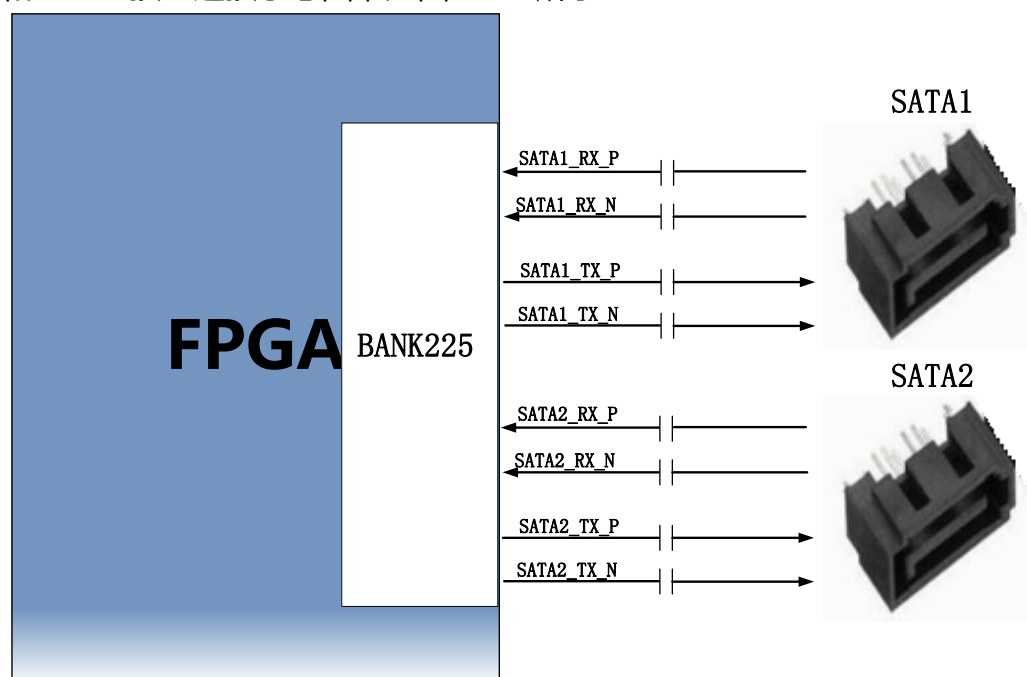 SATA1
SATA1_RX_P
SATA1_RX_N
SATA1_TX_P
SATA1_TX_N
FPGA
BANK225
SATA2
SATA2_RX_P
SATA2_RX_N
SATA2_TX_P
SATA2_TX_N